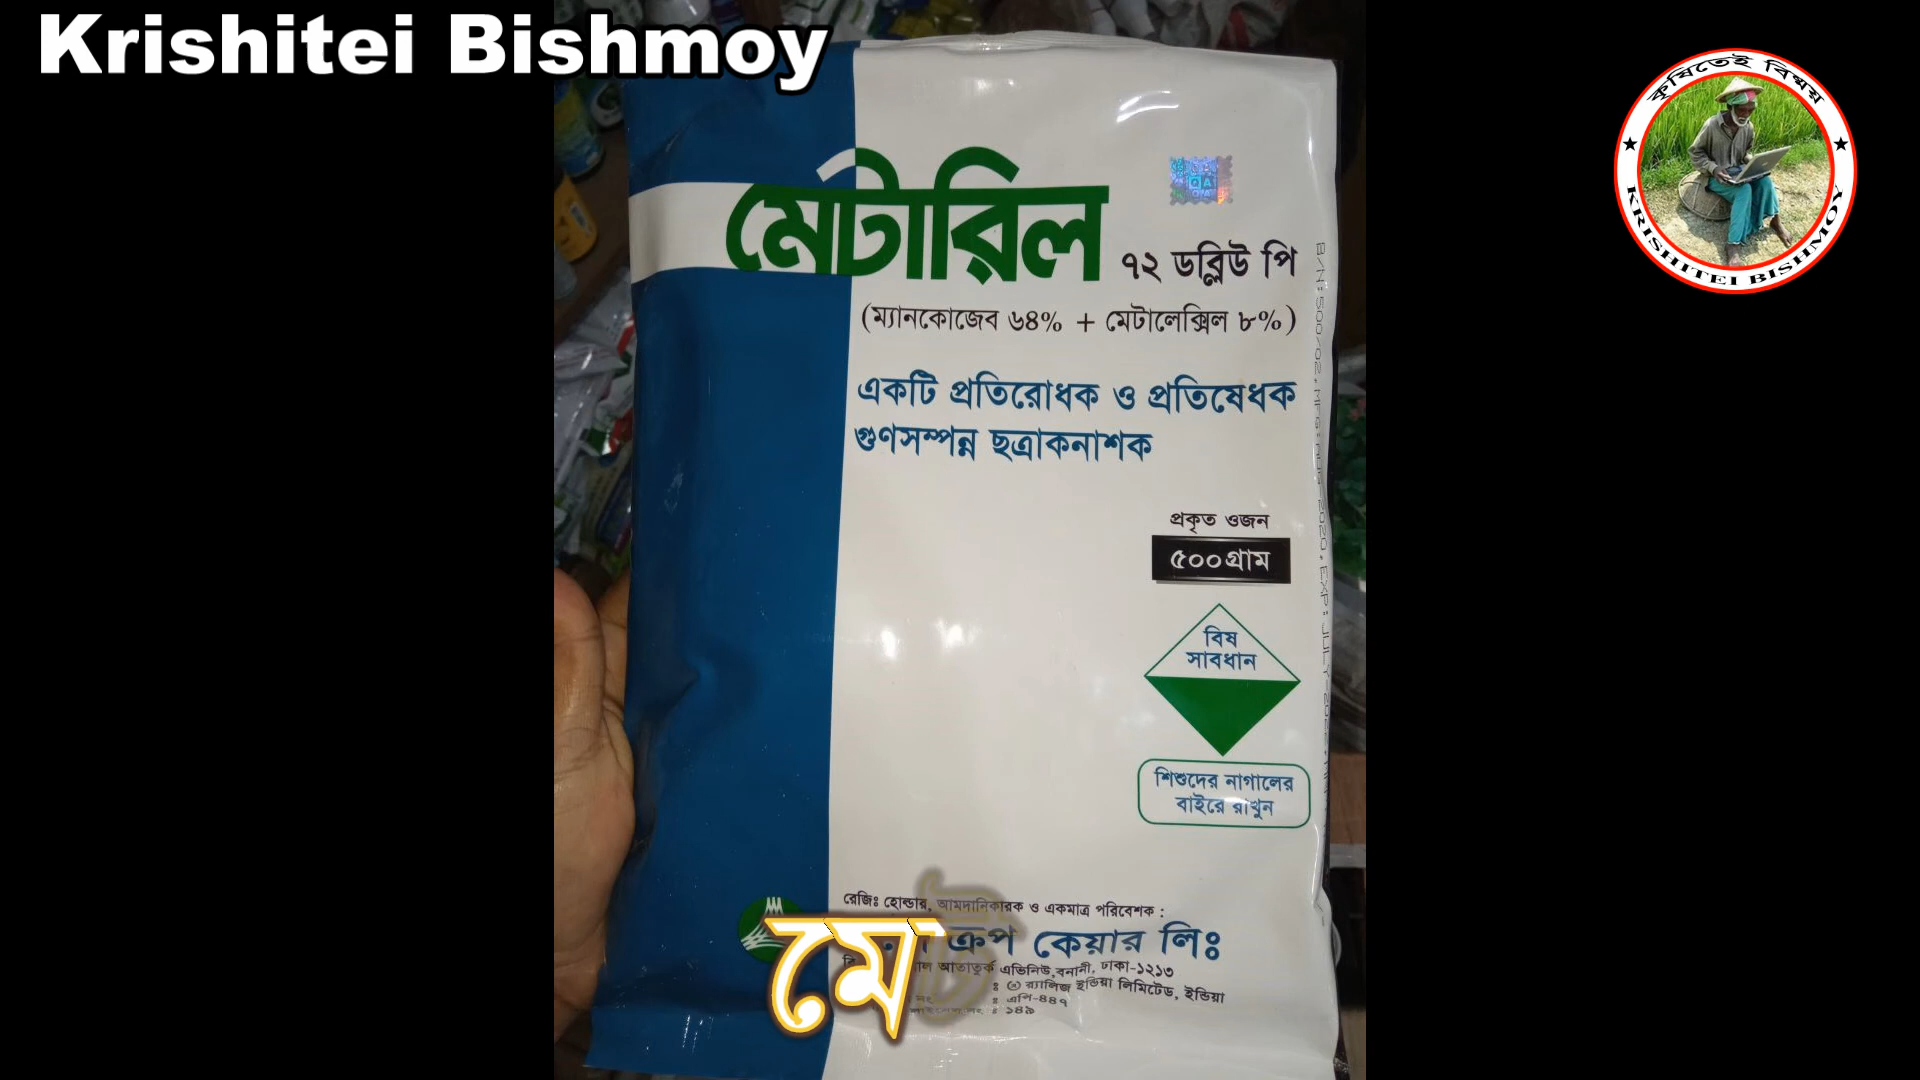 Krishitei Bishmoy
কৃষিতেই বিস্ময়
KRISHITEI BISHMOY
মেটারিল ৭২ ডব্লিউ পি
(ম্যানকোজেব ৬৪% + মেটালেক্সিল ৮%)
একটি প্রতিরোধক ও প্রতিষেধক
গুণসম্পন্ন ছত্রাকনাশক
প্রকৃত ওজন
৫০০গ্রাম
বিষ
সাবধান
শিশুদের নাগালের
বাইরে রাখুন
রেজিঃ হোল্ডার, আমদানিকারক ও একমাত্র পরিবেশক :
ক্রপ কেয়ার লিঃ
আতাতুর্ক এভিনিউ,বনানী, ঢাকা-১২১৩
: র‍্যালিজ ইন্ডিয়া লিমিটেড, ইন্ডিয়া
: এপি-৪৪৭
: ১৪৯
মে